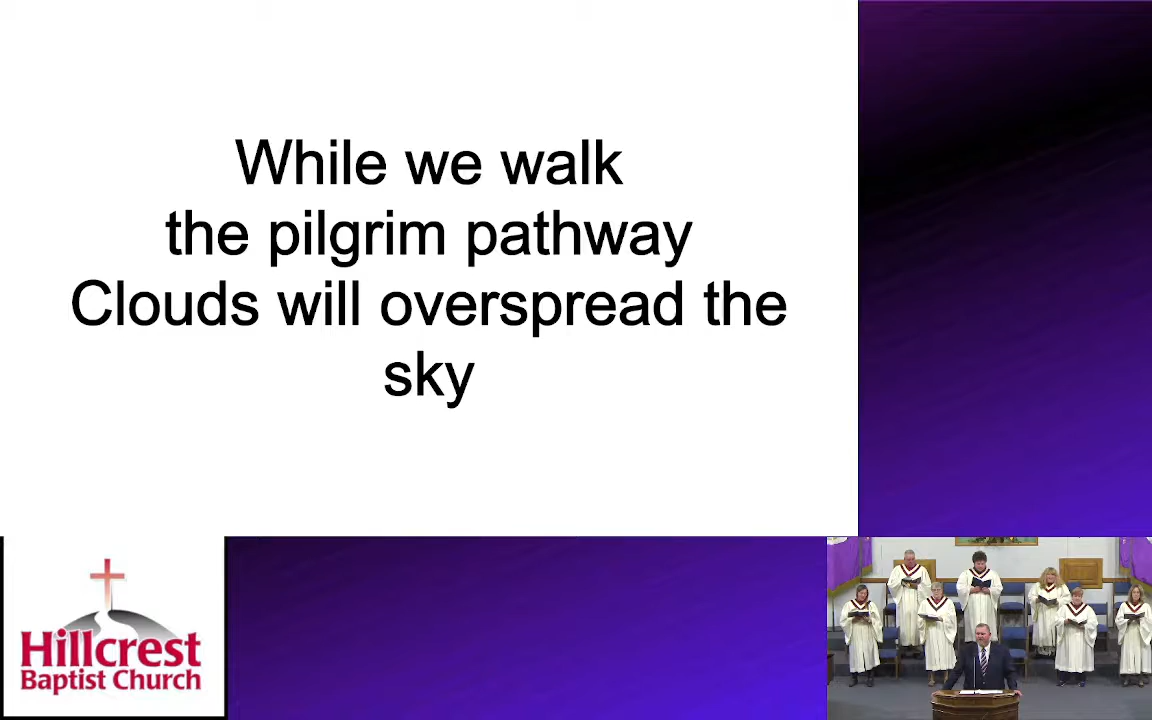 While we walk
the pilgrim pathway
Clouds will overspread the
sky
Hillcrest
Baptist Church